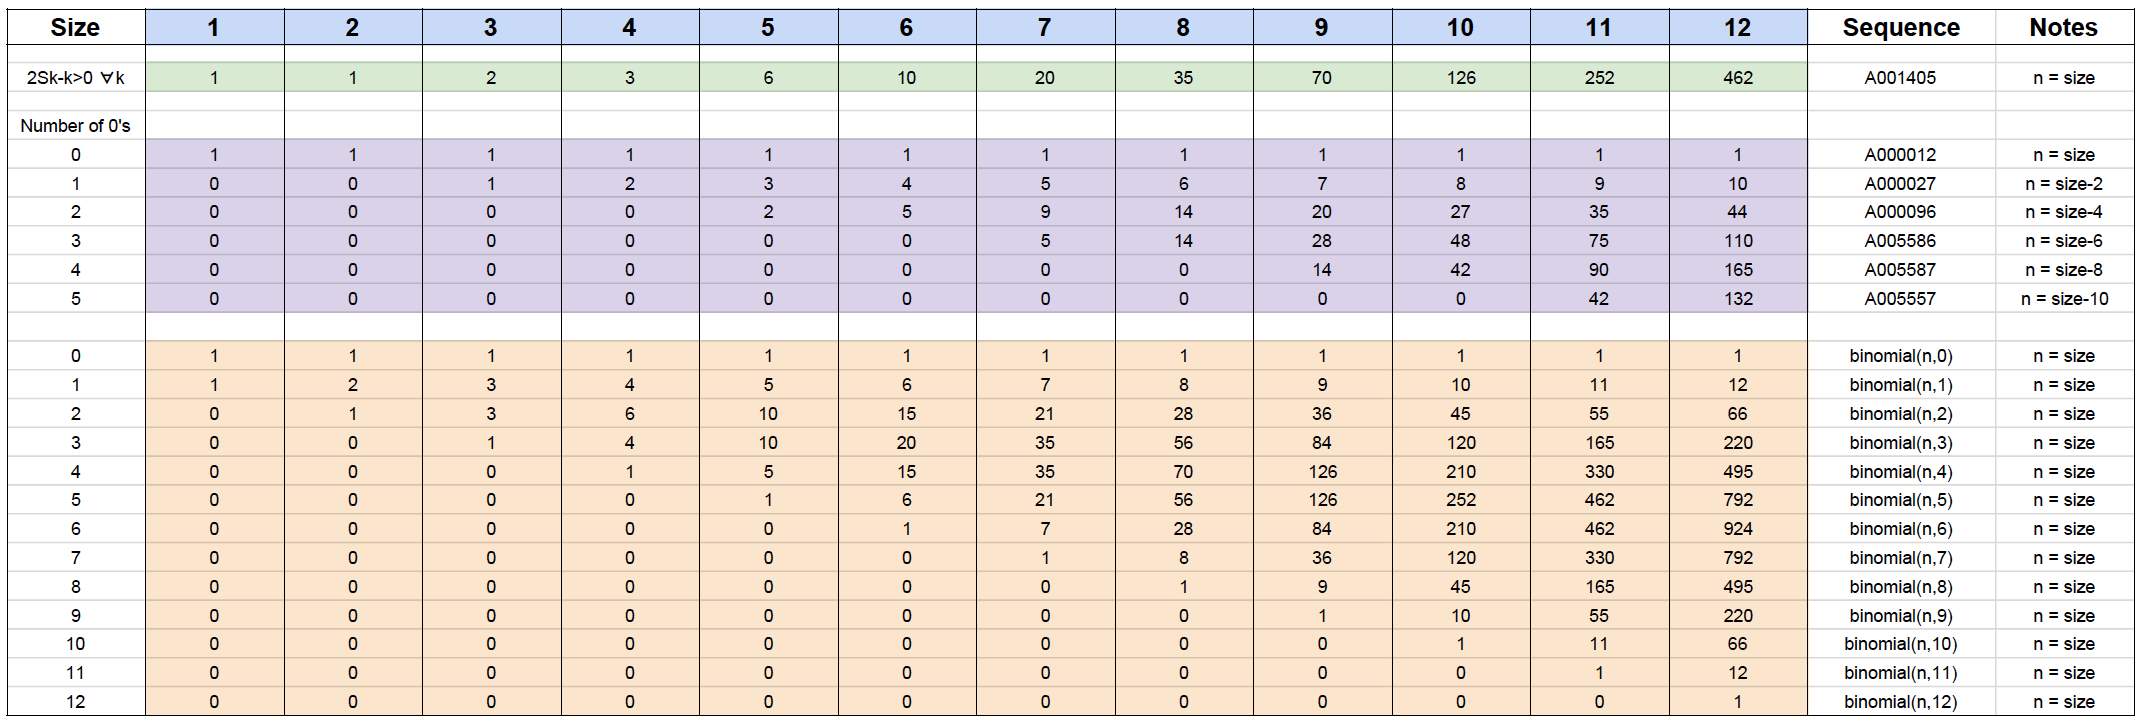 Size 1 2 3 4 5 6 7 8 9 10 11 12 Sequence Notes
2Sk-k>0 ∀k 1 1 2 3 6 10 20 35 70 126 252 462 A001405 n = size
Number of 0's
0 1 1 1 1 1 1 1 1 1 1 1 1 A000012 n = size
1 0 0 1 2 3 4 5 6 7 8 9 10 A000027 n = size-2
2 0 0 0 0 2 5 9 14 20 27 35 44 A000096 n = size-4
3 0 0 0 0 0 0 5 14 28 48 75 110 A005586 n = size-6
4 0 0 0 0 0 0 0 0 14 42 90 165 A005587 n = size-8
5 0 0 0 0 0 0 0 0 0 0 42 132 A005557 n = size-10
0 1 1 1 1 1 1 1 1 1 1 1 1 binomial(n,0) n = size
1 1 2 3 4 5 6 7 8 9 10 11 12 binomial(n,1) n = size
2 0 1 3 6 10 15 21 28 36 45 55 66 binomial(n,2) n = size
3 0 0 1 4 10 20 35 56 84 120 165 220 binomial(n,3) n = size
4 0 0 0 1 5 15 35 70 126 210 330 495 binomial(n,4) n = size
5 0 0 0 0 1 6 21 56 126 252 462 792 binomial(n,5) n = size
6 0 0 0 0 0 1 7 28 84 210 462 924 binomial(n,6) n = size
7 0 0 0 0 0 0 1 8 36 120 330 792 binomial(n,7) n = size
8 0 0 0 0 0 0 0 1 9 45 165 495 binomial(n,8) n = size
9 0 0 0 0 0 0 0 0 1 10 55 220 binomial(n,9) n = size
10 0 0 0 0 0 0 0 0 0 1 11 66 binomial(n,10) n = size
11 0 0 0 0 0 0 0 0 0 0 1 12 binomial(n,11) n = size
12 0 0 0 0 0 0 0 0 0 0 0 1 binomial(n,12) n = size